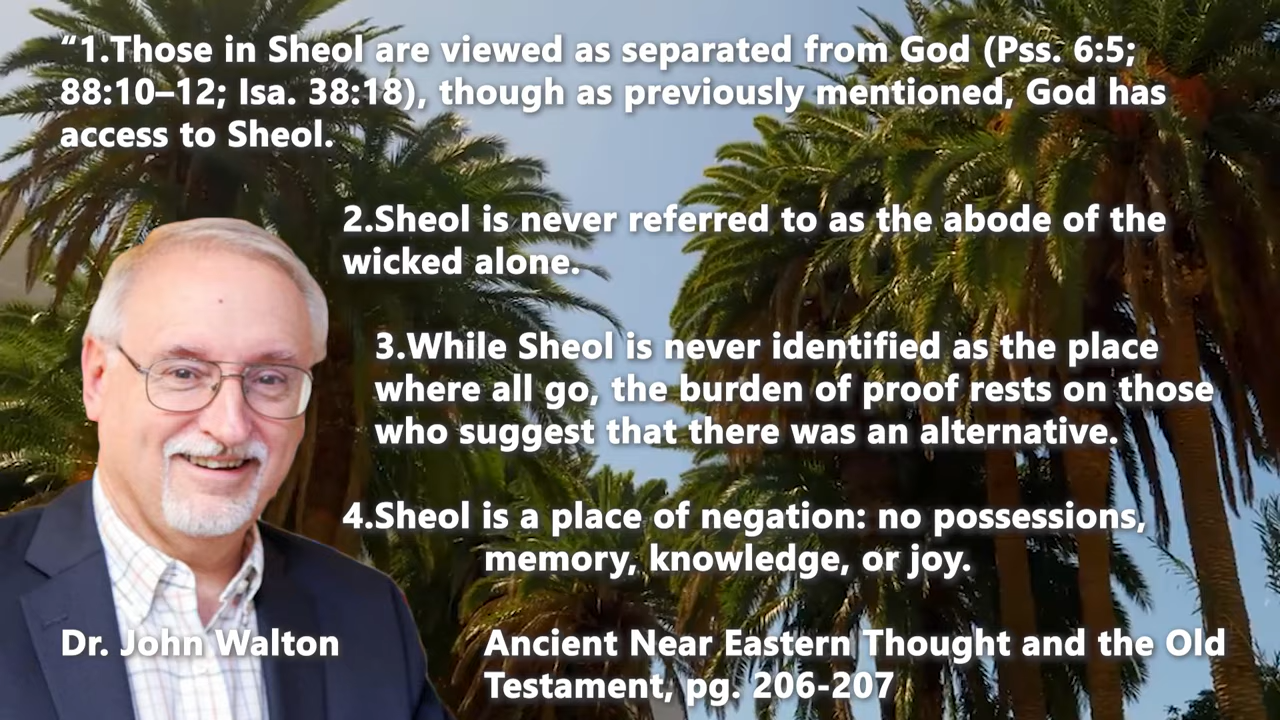 “1.Those in Sheol are viewed as separated from God (Pss. 6:5;
88:10–12; Isa. 38:18), though as previously mentioned, God has
access to Sheol.
2.Sheol is never referred to as the abode of the
wicked alone.
3.While Sheol is never identified as the place
where all go, the burden of proof rests on those
who suggest that there was an alternative.
4.Sheol is a place of negation: no possessions,
memory, knowledge, or joy.
Dr. John Walton
Ancient Near Eastern Thought and the Old
Testament, pg. 206-207